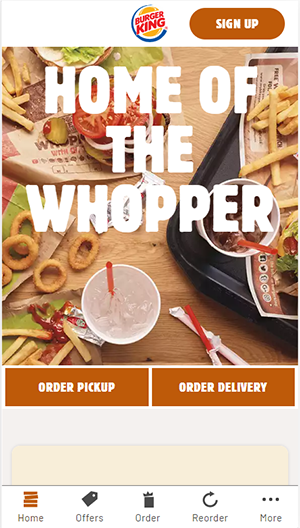 BURGER
KING
SIGN UP
HOME OF
THE
WHOPPER
ORDER PICKUP
ORDER DELIVERY
Home
Offers
Order
Reorder
More